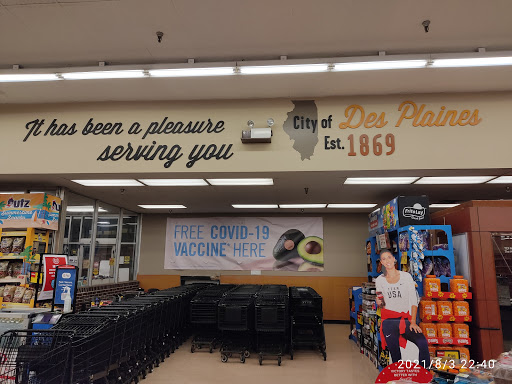 It has been a pleasure
serving you
City of Des Plaines
Est. 1869
utz
FREE COVID-19
VACCINE HERE
Frito Lay
USA
2021/8/3 22:40